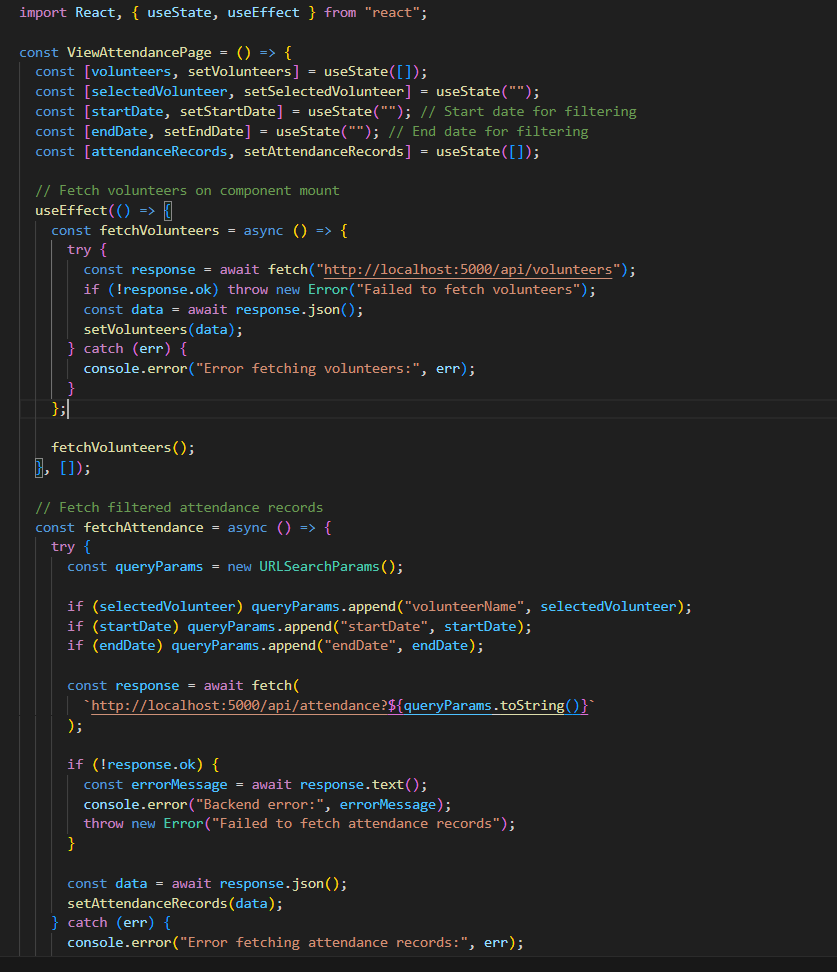 import React, { useState, useEffect } from "react";
const ViewAttendancePage = () => {
const [volunteers, setVolunteers] = useState([]);
const [selectedVolunteer, setSelectedVolunteer] = useState("");
const [startDate, setStartDate] = useState(""); // Start date for filtering
const [endDate, setEndDate] = useState(""); // End date for filtering
const [attendanceRecords, setAttendanceRecords] = useState([]);
// Fetch volunteers on component mount
useEffect(() => {
const fetchVolunteers = async () => {
try {
const response = await fetch("http://localhost:5000/api/volunteers");
if (!response.ok) throw new Error("Failed to fetch volunteers");
const data = await response.json();
setVolunteers(data);
} catch (err) {
console.error("Error fetching volunteers:", err);
}
};
fetchVolunteers();
}, []);
// Fetch filtered attendance records
const fetchAttendance = async () => {
try {
const queryParams = new URLSearchParams();
if (selectedVolunteer) queryParams.append("volunteerName", selectedVolunteer);
if (startDate) queryParams.append("startDate", startDate);
if (endDate) queryParams.append("endDate", endDate);
const response = await fetch(
`http://localhost:5000/api/attendance?${queryParams.toString()}`
);
if (!response.ok) {
const errorMessage = await response.text();
console.error("Backend error:", errorMessage);
throw new Error("Failed to fetch attendance records");
}
const data = await response.json();
setAttendanceRecords(data);
} catch (err) {
console.error("Error fetching attendance records:", err);